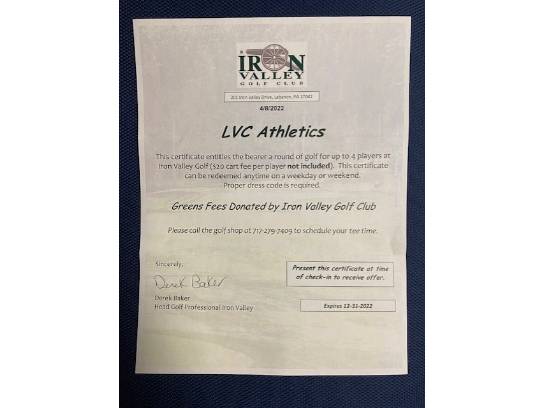 IRON
VALLEY
GOLF CLUB
201 Iron Valley Drive, Lebanon, PA 17042
4/8/2022
LVC Athletics
This certificate entitles the bearer a round of golf for up to 4 players at
Iron Valley Golf ($20 cart fee per player not included). This certificate
can be redeemed anytime on a weekday or weekend.
Proper dress code is required.
Greens Fees Donated by Iron Valley Golf Club
Please call the golf shop at 717-279-7409 to schedule your tee time.
Sincerely,
Derek Baker
Derek Baker
Head Golf Professional Iron Valley
Present this certificate at time
of check-in to receive offer.
Expires 12-31-2022